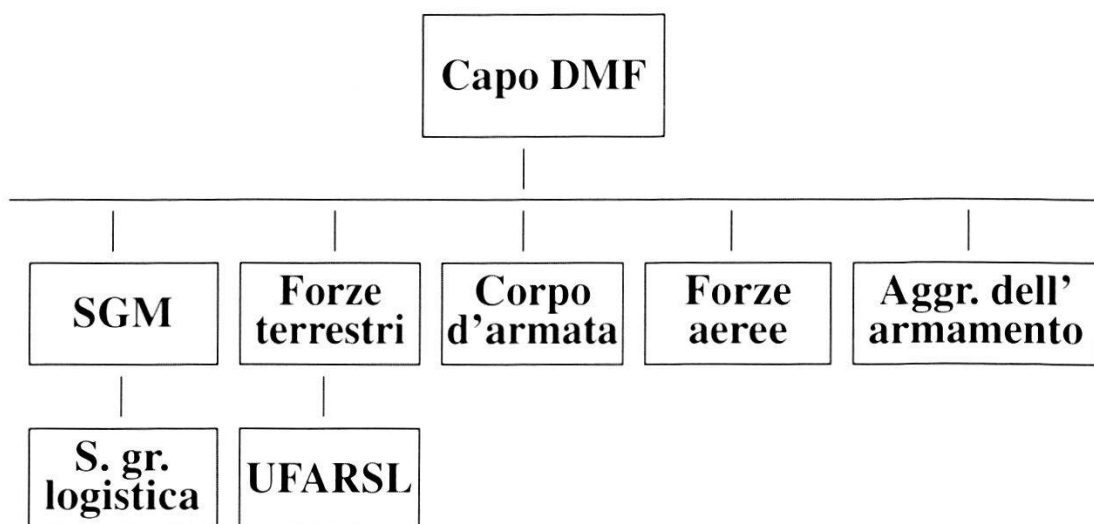 Capo DMF
SGM
Forze
terrestri
Corpo
d’armata
Forze
aeree
Aggr. dell’
armamento
S. gr.
logistica
UFARSL